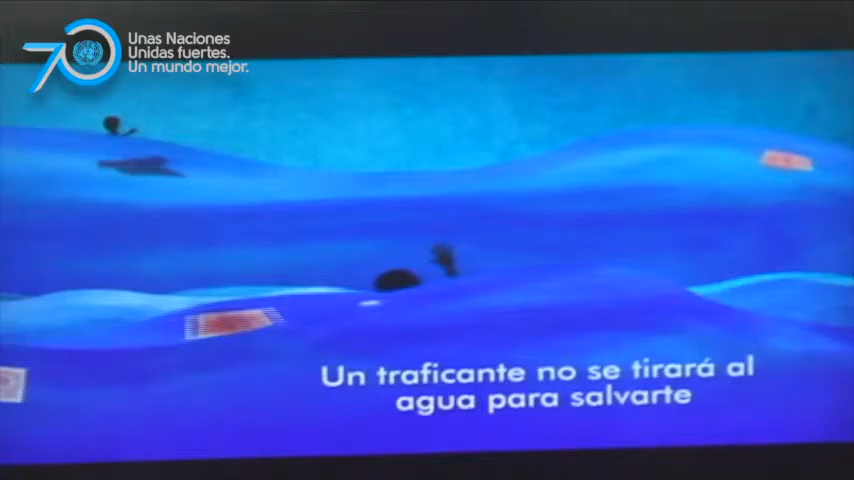 70
Unas Naciones
Unidas fuertes.
Un mundo mejor.
Un traficante no se tirará al
agua para salvarte